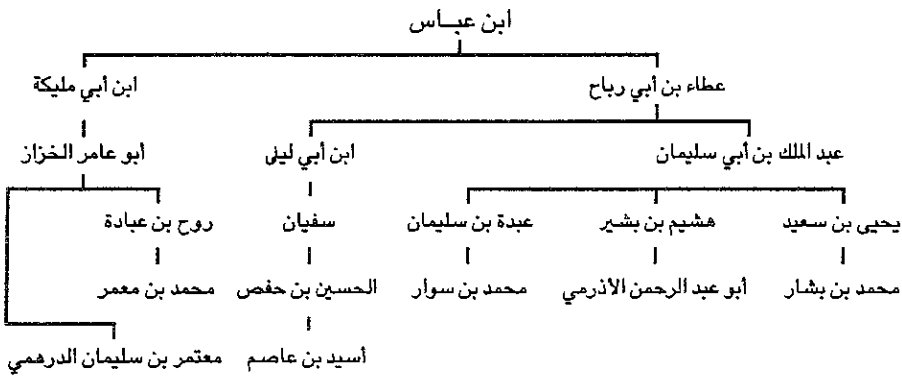 ابن عباس
عطاء بن أبي رباح ابن أبي مليكة
عبد الملك بن أبي سليمان ابن أبي ليلى أبو عامر الخزاز
يحيى بن سعيد هشيم بن بشير عبدة بن سليمان سفيان روح بن عبادة
محمد بن بشار أبو عبد الرحمن الاذرمي محمد بن سوار الحسين بن حفص محمد بن معمر
أسيد بن عاصم معتمر بن سليمان الدرهمي